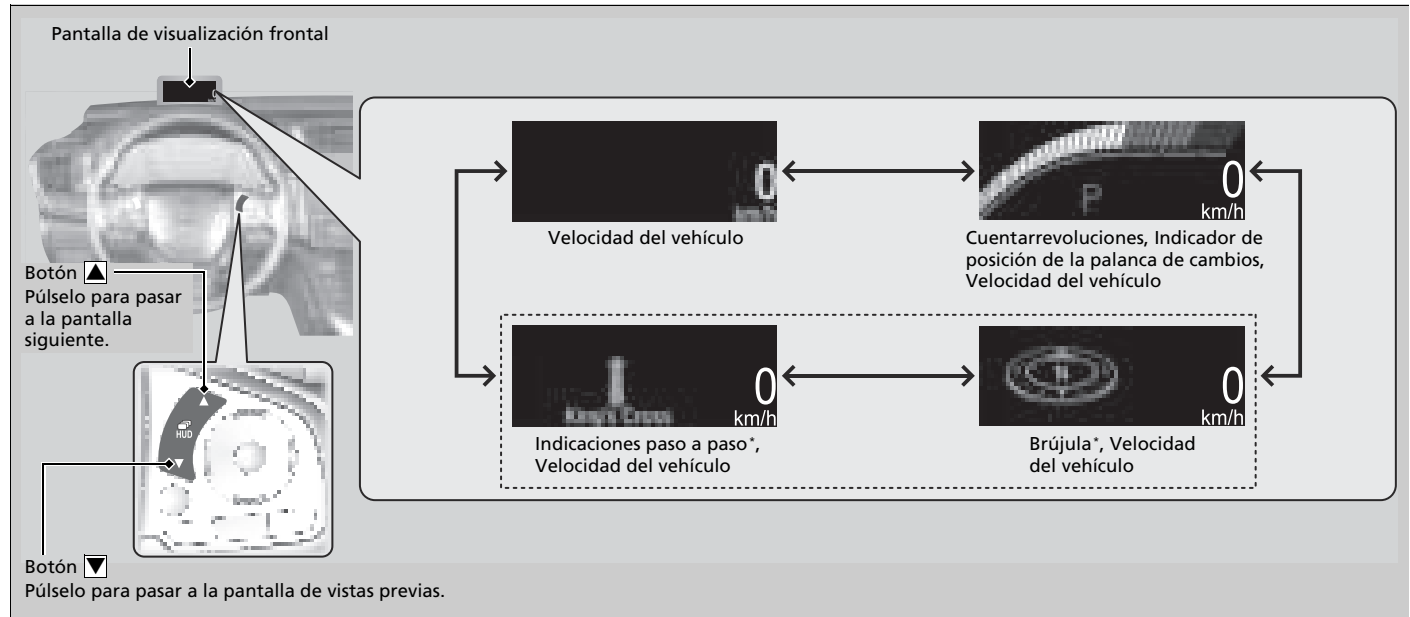 Pantalla de visualización frontal
0
km/h
Velocidad del vehículo
P
0
km/h
Cuentarrevoluciones, Indicador de
posición de la palanca de cambios,
Velocidad del vehículo
Botón ▲
Púlselo para pasar
a la pantalla
siguiente.
HUD
King's Cross
0
km/h
Indicaciones paso a paso*,
Velocidad del vehículo
0
km/h
Brújula*, Velocidad
del vehículo
Botón ▼
Púlselo para pasar a la pantalla de vistas previas.